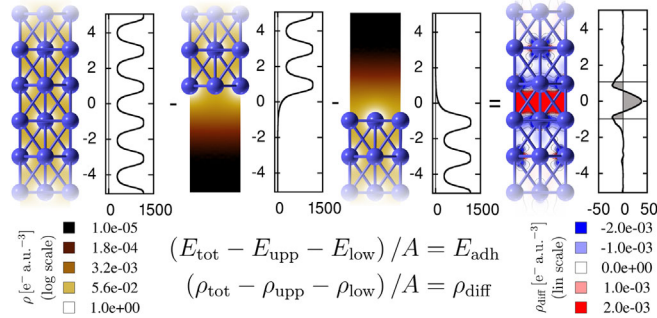 4 4 4 4
2 2 2 2
0 - 0 - 0 = 0
-2 -2 -2 -2
-4 -4 -4 -4
0 1500 0 1500 0 1500 -50 0 50
ρ [e⁻ a.u.⁻³]
(log scale)
1.0e-05
1.8e-04
3.2e-03
5.6e-02
1.0e+00
(E_tot − E_upp − E_low) /A = E_adh
(ρ_tot − ρ_upp − ρ_low) /A = ρ_diff
ρ_diff [e⁻ a.u.⁻³]
(lin scale)
-2.0e-03
-1.0e-03
0.0e+00
1.0e-03
2.0e-03